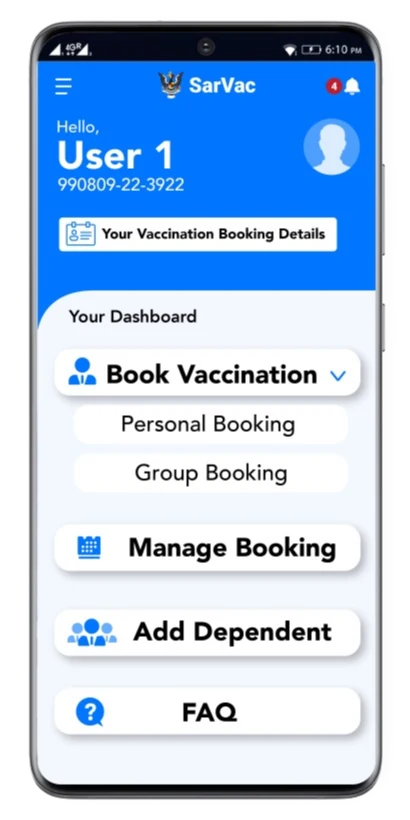 4GR
6:10 PM
SarVac
4
Hello,
User 1
990809-22-3922
Your Vaccination Booking Details
Your Dashboard
Book Vaccination
Personal Booking
Group Booking
Manage Booking
Add Dependent
FAQ